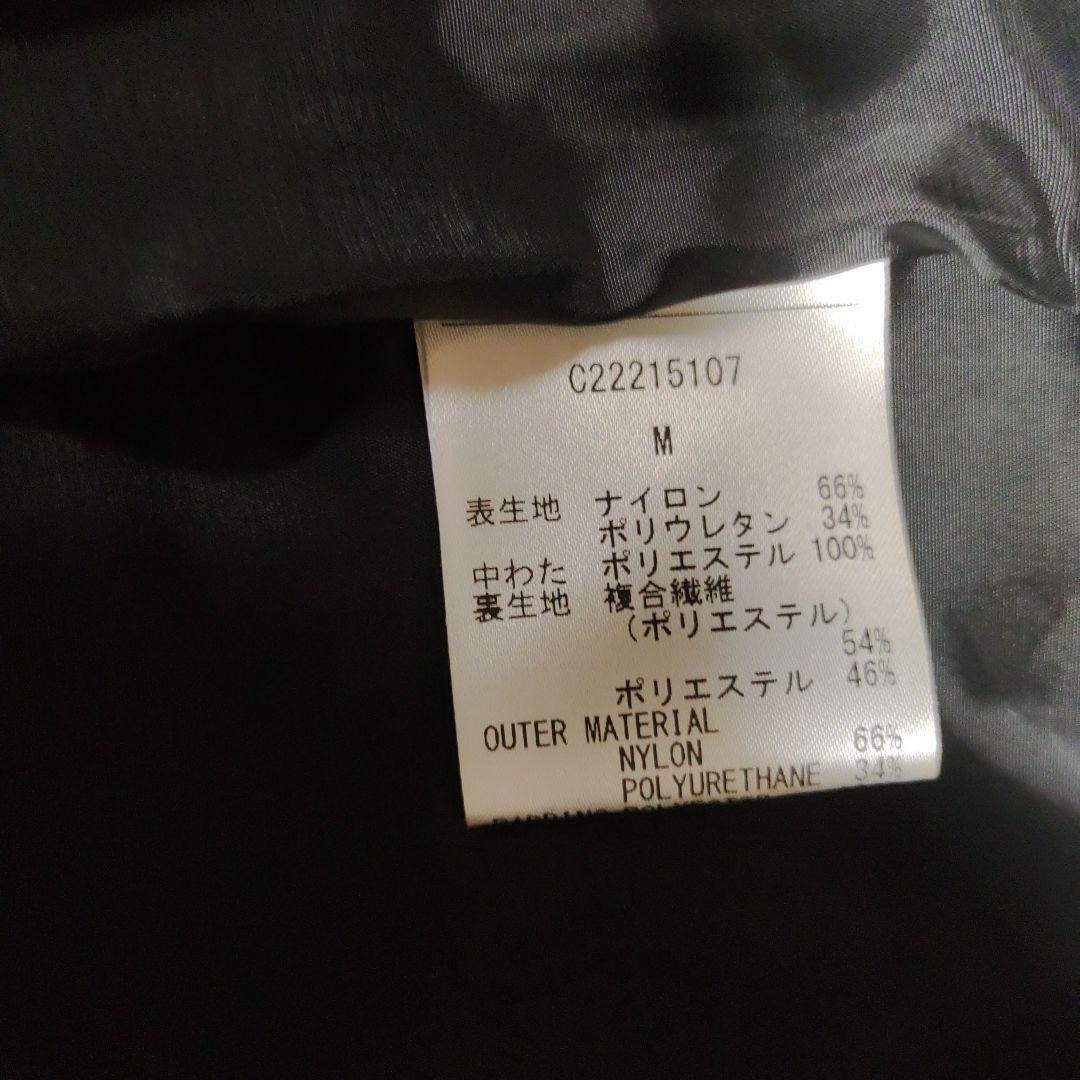 C22215107
M
表生地 ナイロン 66%
ポリウレタン 34%
中わた ポリエステル 100%
裏生地 複合繊維
(ポリエステル)
54%
ポリエステル 46%
OUTER MATERIAL
NYLON 66%
POLYURETHANE 34%